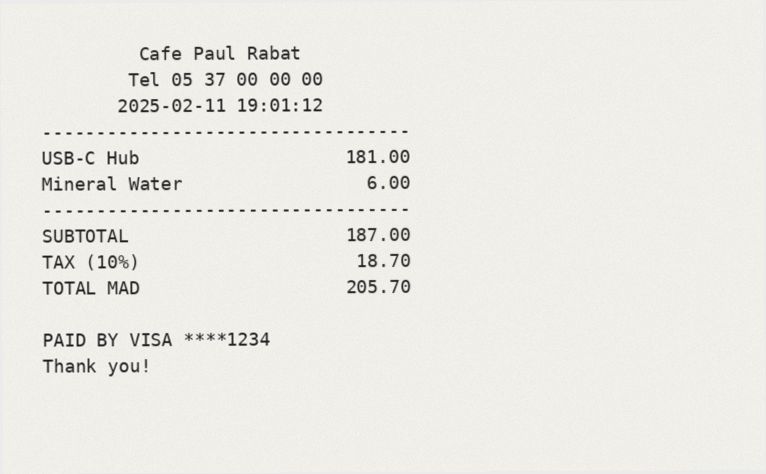 Cafe Paul Rabat
Tel 05 37 00 00 00
2025-02-11 19:01:12
----------------------------------
USB-C Hub 181.00
Mineral Water 6.00
----------------------------------
SUBTOTAL 187.00
TAX (10%) 18.70
TOTAL MAD 205.70
PAID BY VISA ****1234
Thank you!